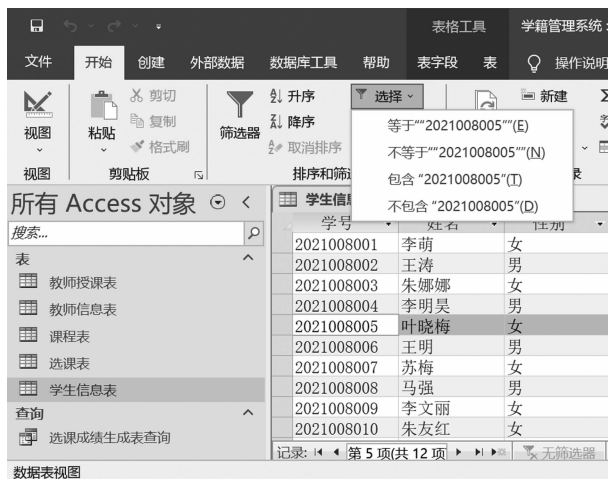 表格工具 学籍管理系统：
文件 开始 创建 外部数据 数据库工具 帮助 表字段 表 操作说明
视图
视图
粘贴 剪切 复制 格式刷
剪贴板
筛选器 升序 降序 取消排序
排序和筛
选择
新建
等于""2021008005""(E)
不等于""2021008005""(N)
包含 "2021008005"(T)
不包含 "2021008005"(D)
录
所有 Access 对象
搜索...
表
教师授课表
教师信息表
课程表
选课表
学生信息表
查询
选课成绩生成表查询
学生信息
学号 姓名 性别
2021008001 李萌 女
2021008002 王涛 男
2021008003 朱娜娜 女
2021008004 李明昊 男
2021008005 叶晓梅 女
2021008006 王明 男
2021008007 苏梅 女
2021008008 马强 男
2021008009 李文丽 女
2021008010 朱友红 女
记录: 第 5 项(共 12 项 无筛选器
数据表视图